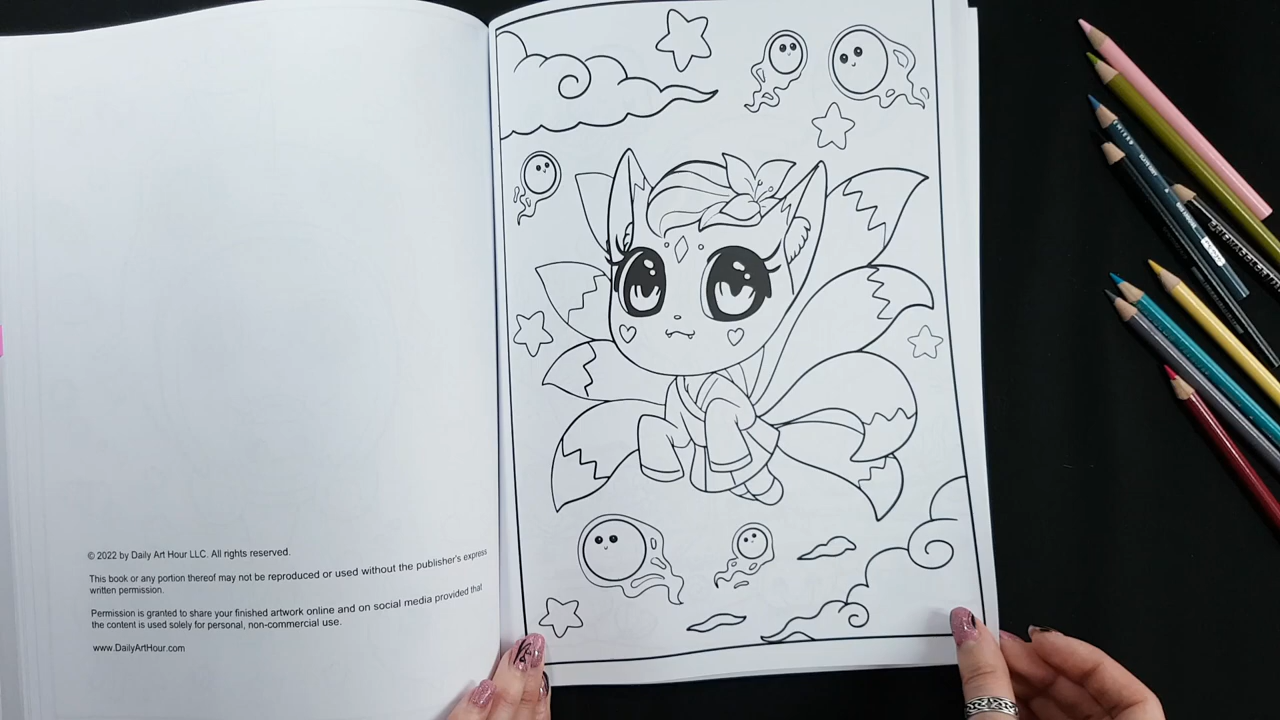 © 2022 by Daily Art Hour LLC. All rights reserved.
This book or any portion thereof may not be reproduced or used without the publisher's express
written permission.
Permission is granted to share your finished artwork online and on social media provided that
the content is used solely for personal, non-commercial use.
www.DailyArtHour.com